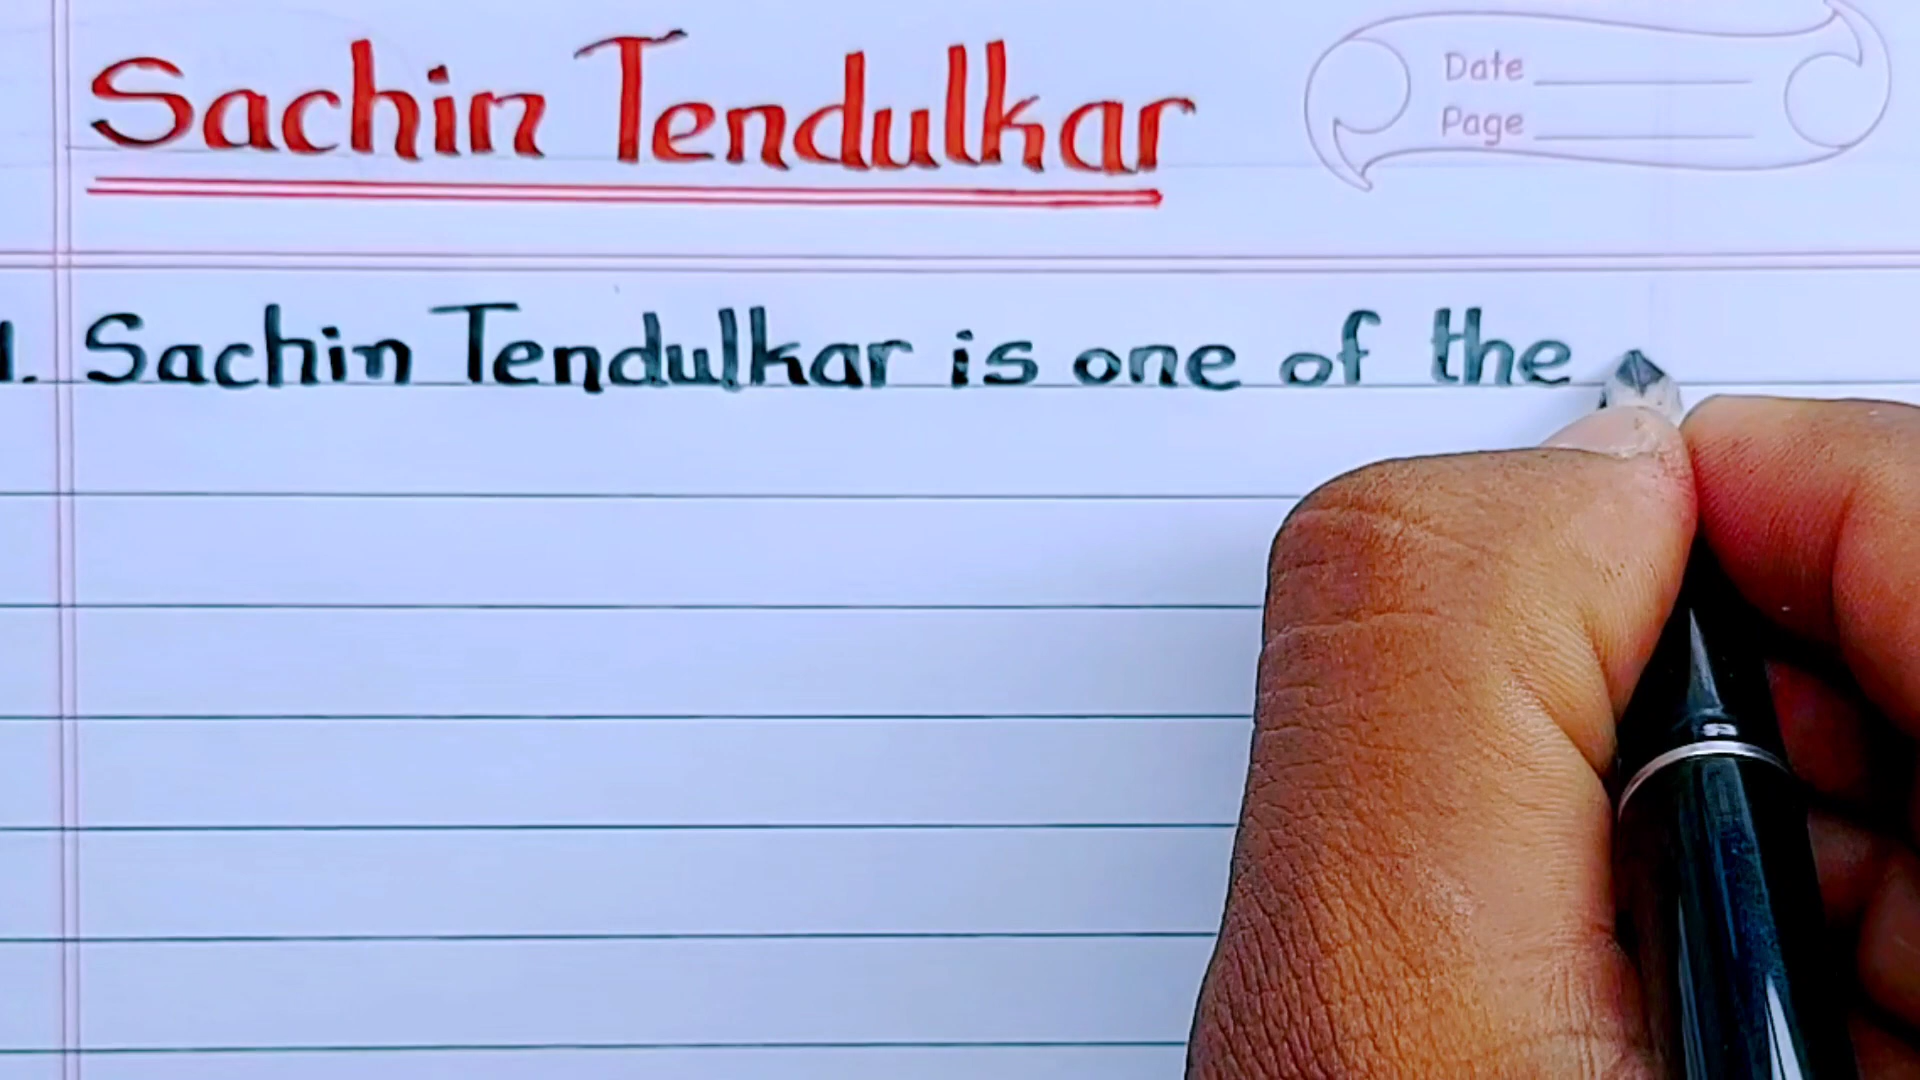 Sachin Tendulkar
Date
Page
1. Sachin Tendulkar is one of the